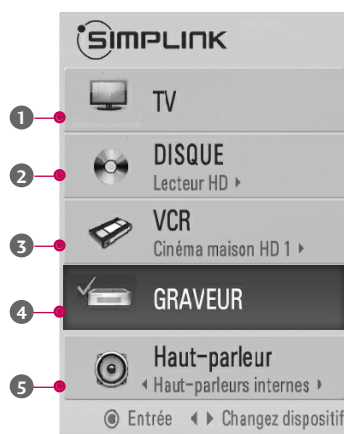 SIMPLINK
1 TV
2 DISQUE
Lecteur HD ▸
3 VCR
Cinéma maison HD 1 ▸
4 GRAVEUR
5 Haut-parleur
◂ Haut-parleurs internes ▸
◉ Entrée ◂ ▸ Changez dispositif